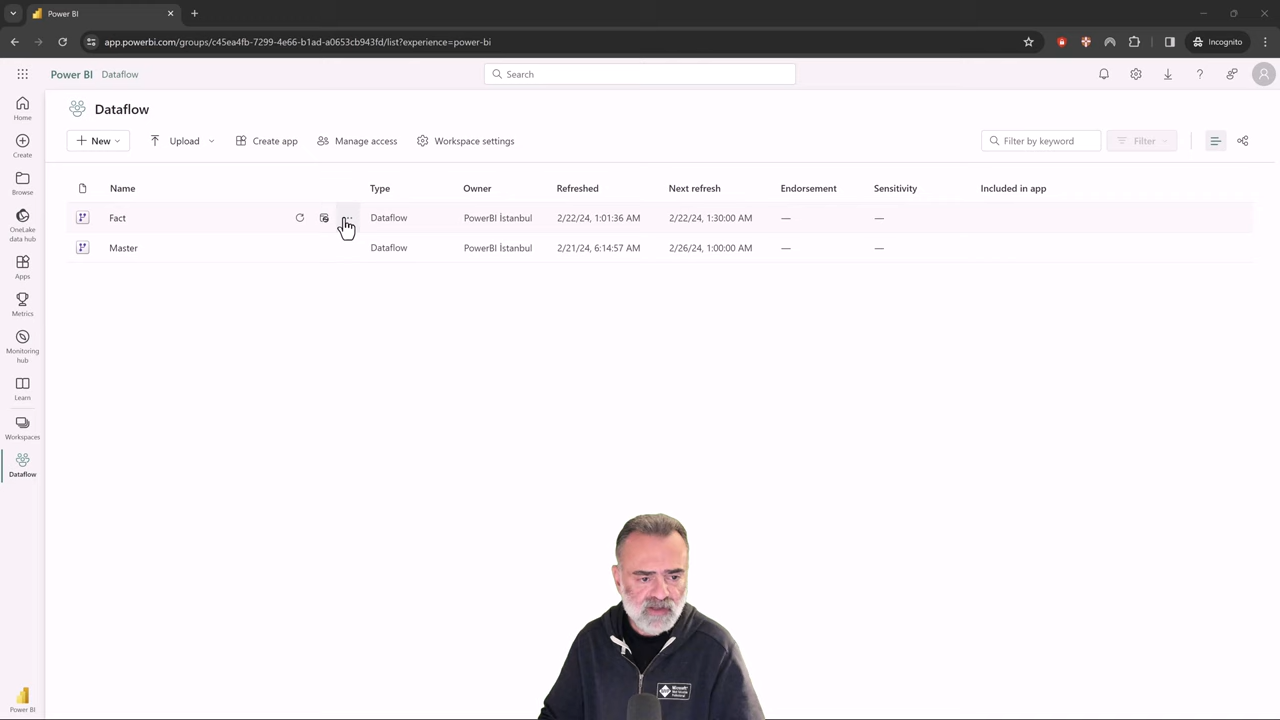 Power BI
app.powerbi.com/groups/c45ea4fb-7299-4e66-b1ad-a0653cb943fd/list?experience=power-bi
Incognito
Power BI Dataflow
Search
Home
Create
Browse
OneLake
data hub
Apps
Metrics
Monitoring
hub
Learn
Workspaces
Dataflow
Power BI
Dataflow
New Upload Create app Manage access Workspace settings Filter by keyword Filter
Name Type Owner Refreshed Next refresh Endorsement Sensitivity Included in app
Fact Dataflow PowerBI İstanbul 2/22/24, 1:01:36 AM 2/22/24, 1:30:00 AM — —
Master Dataflow PowerBI İstanbul 2/21/24, 6:14:57 AM 2/26/24, 1:00:00 AM — —
Microsoft